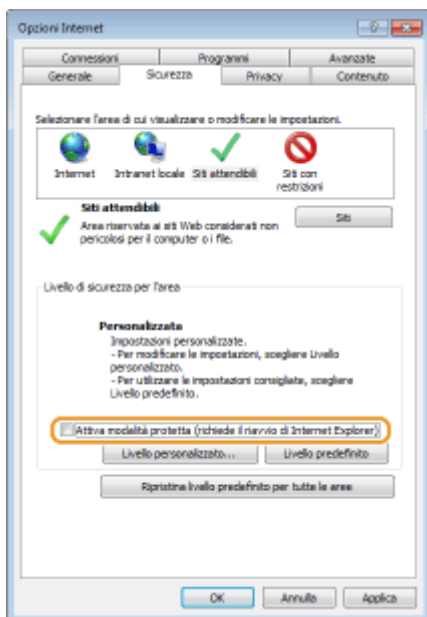 Opzioni Internet
Connessioni Programmi Avanzate
Generale Sicurezza Privacy Contenuto
Selezionare l'area di cui visualizzare o modificare le impostazioni.
Internet Intranet locale Siti attendibili Siti con restrizioni
Siti attendibili
Area riservata ai siti Web considerati non
pericolosi per il computer o i file.
Siti
Livello di sicurezza per l'area
Personalizzata
Impostazioni personalizzate.
- Per modificare le impostazioni, scegliere Livello
personalizzato.
- Per utilizzare le impostazioni consigliate, scegliere
Livello predefinito.
Attiva modalità protetta (richiede il riavvio di Internet Explorer)
Livello personalizzato... Livello predefinito
Ripristina livello predefinito per tutte le aree
OK Annulla Applica